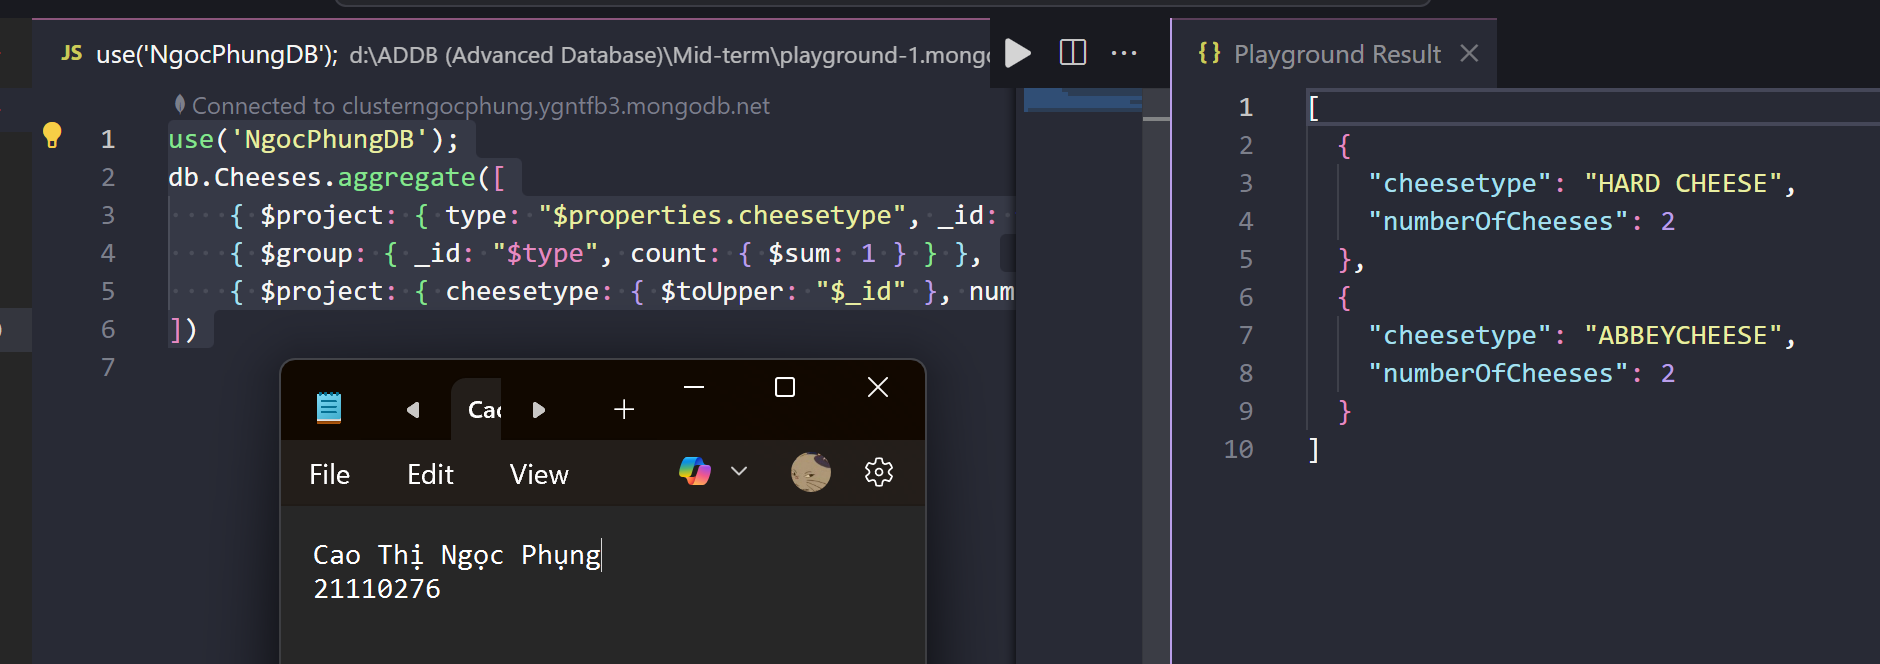 JS use('NgocPhungDB'); d:\ADDB (Advanced Database)\Mid-term\playground-1.mongo
Connected to clusterngocphung.ygntfb3.mongodb.net
1 use('NgocPhungDB');
2 db.Cheeses.aggregate([
3 { $project: { type: "$properties.cheesetype", _id:
4 { $group: { _id: "$type", count: { $sum: 1 } } },
5 { $project: { cheesetype: { $toUpper: "$_id" }, num
6 ])
7
{} Playground Result
1 [
2 {
3 "cheesetype": "HARD CHEESE",
4 "numberOfCheeses": 2
5 },
6 {
7 "cheesetype": "ABBEYCHEESE",
8 "numberOfCheeses": 2
9 }
10 ]
Cao
File Edit View
Cao Thị Ngọc Phụng
21110276